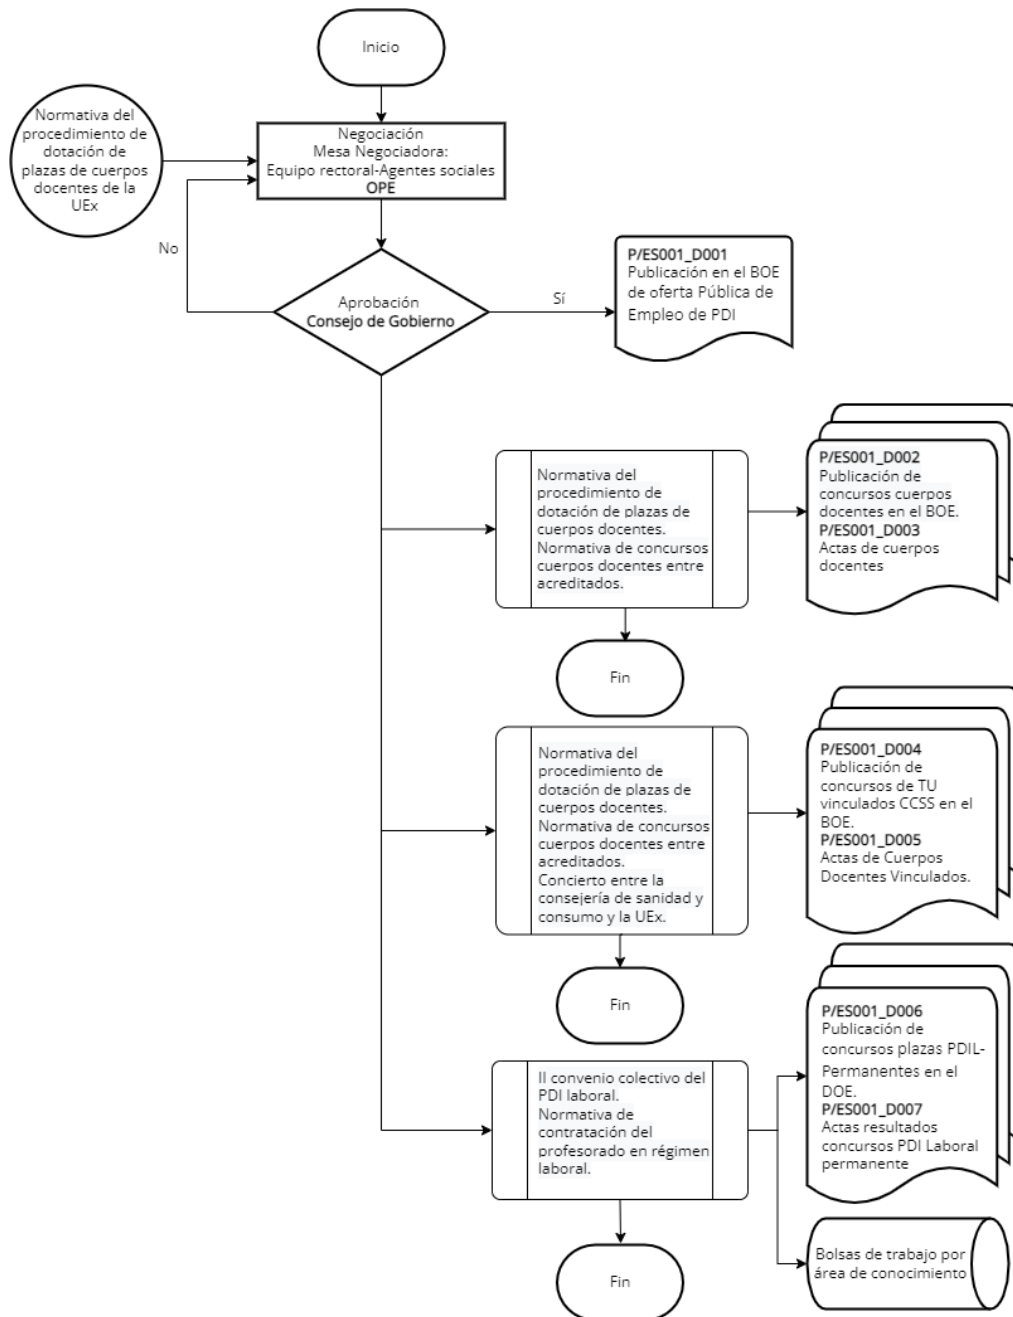 Inicio
Normativa del
procedimiento de
dotación de
plazas de cuerpos
docentes de la
UEx
Negociación
Mesa Negociadora:
Equipo rectoral-Agentes sociales
OPE
No
Aprobación
Consejo de Gobierno
Sí
P/ES001_D001
Publicación en el BOE
de oferta Pública de
Empleo de PDI
Normativa del
procedimiento de
dotación de plazas de
cuerpos docentes.
Normativa de concursos
cuerpos docentes entre
acreditados.
P/ES001_D002
Publicación de
concursos cuerpos
docentes en el BOE.
P/ES001_D003
Actas de cuerpos
docentes
Fin
Normativa del
procedimiento de
dotación de plazas de
cuerpos docentes.
Normativa de concursos
cuerpos docentes entre
acreditados.
Concierto entre la
consejería de sanidad y
consumo y la UEx.
P/ES001_D004
Publicación de
concursos de TU
vinculados CCSS en el
BOE.
P/ES001_D005
Actas de Cuerpos
Docentes Vinculados.
Fin
II convenio colectivo del
PDI laboral.
Normativa de
contratación del
profesorado en régimen
laboral.
P/ES001_D006
Publicación de
concursos plazas PDIL-
Permanentes en el
DOE.
P/ES001_D007
Actas resultados
concursos PDI Laboral
permanente
Fin
Bolsas de trabajo por
área de conocimiento